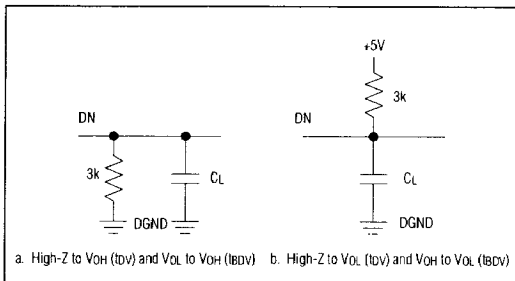 +5V
3k
DN
DN
3k
CL
CL
DGND
DGND
a. High-Z to VOH (tDV) and VOL to VOH (tBDV)
b. High-Z to VOL (tDV) and VOH to VOL (tBDV)